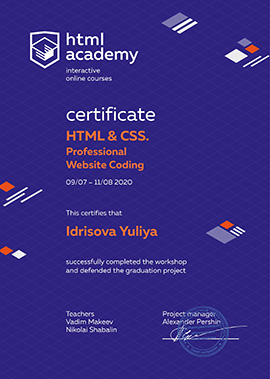 html
academy
interactive
online courses
certificate
HTML & CSS.
Professional
Website Coding
09/07 – 11/08 2020
This certifies that
Idrisova Yuliya
successfully completed the workshop
and defended the graduation project
Teachers
Vadim Makeev
Nikolai Shabalin
Project manager
Alexander Pershin